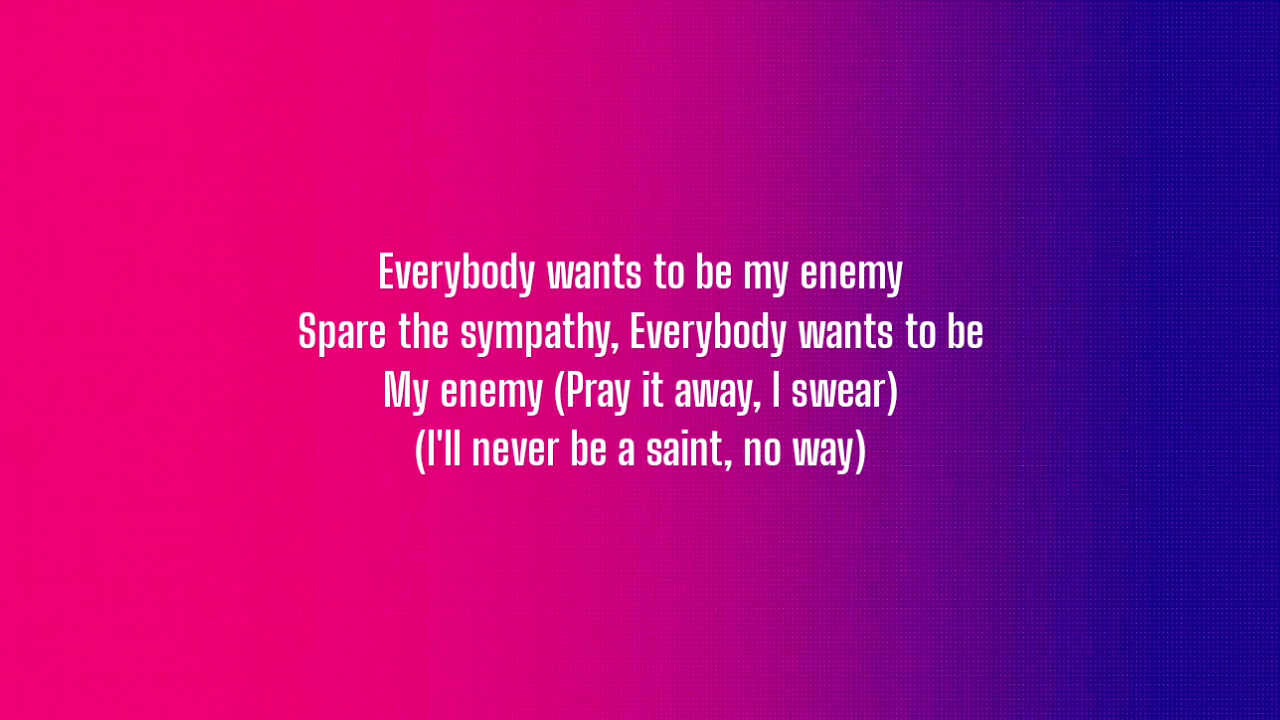 Everybody wants to be my enemy
Spare the sympathy, Everybody wants to be
My enemy (Pray it away, I swear)
(I'll never be a saint, no way)